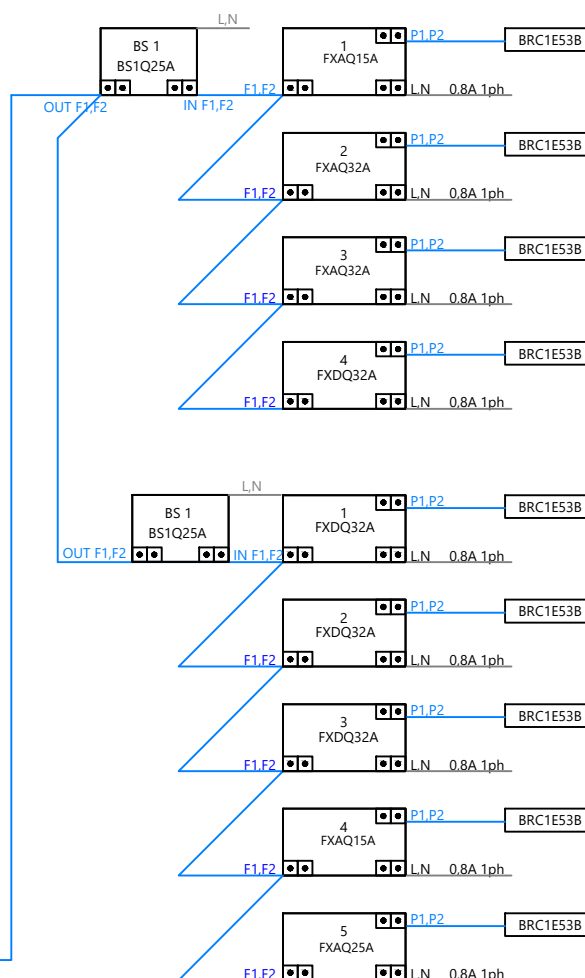 L,N
BS 1
BS1Q25A
OUT F1,F2
IN F1,F2
F1,F2
1
FXAQ15A
P1,P2
BRC1E53B
L,N 0,8A 1ph
2
FXAQ32A
P1,P2
BRC1E53B
F1,F2
L,N 0,8A 1ph
3
FXAQ32A
P1,P2
BRC1E53B
F1,F2
L,N 0,8A 1ph
4
FXDQ32A
P1,P2
BRC1E53B
F1,F2
L,N 0,8A 1ph
L,N
BS 1
BS1Q25A
OUT F1,F2
IN F1,F2
1
FXDQ32A
P1,P2
BRC1E53B
L,N 0,8A 1ph
2
FXDQ32A
P1,P2
BRC1E53B
F1,F2
L,N 0,8A 1ph
3
FXDQ32A
P1,P2
BRC1E53B
F1,F2
L,N 0,8A 1ph
4
FXAQ15A
P1,P2
BRC1E53B
F1,F2
L,N 0,8A 1ph
5
FXAQ25A
P1,P2
BRC1E53B
F1,F2
L,N 0,8A 1ph